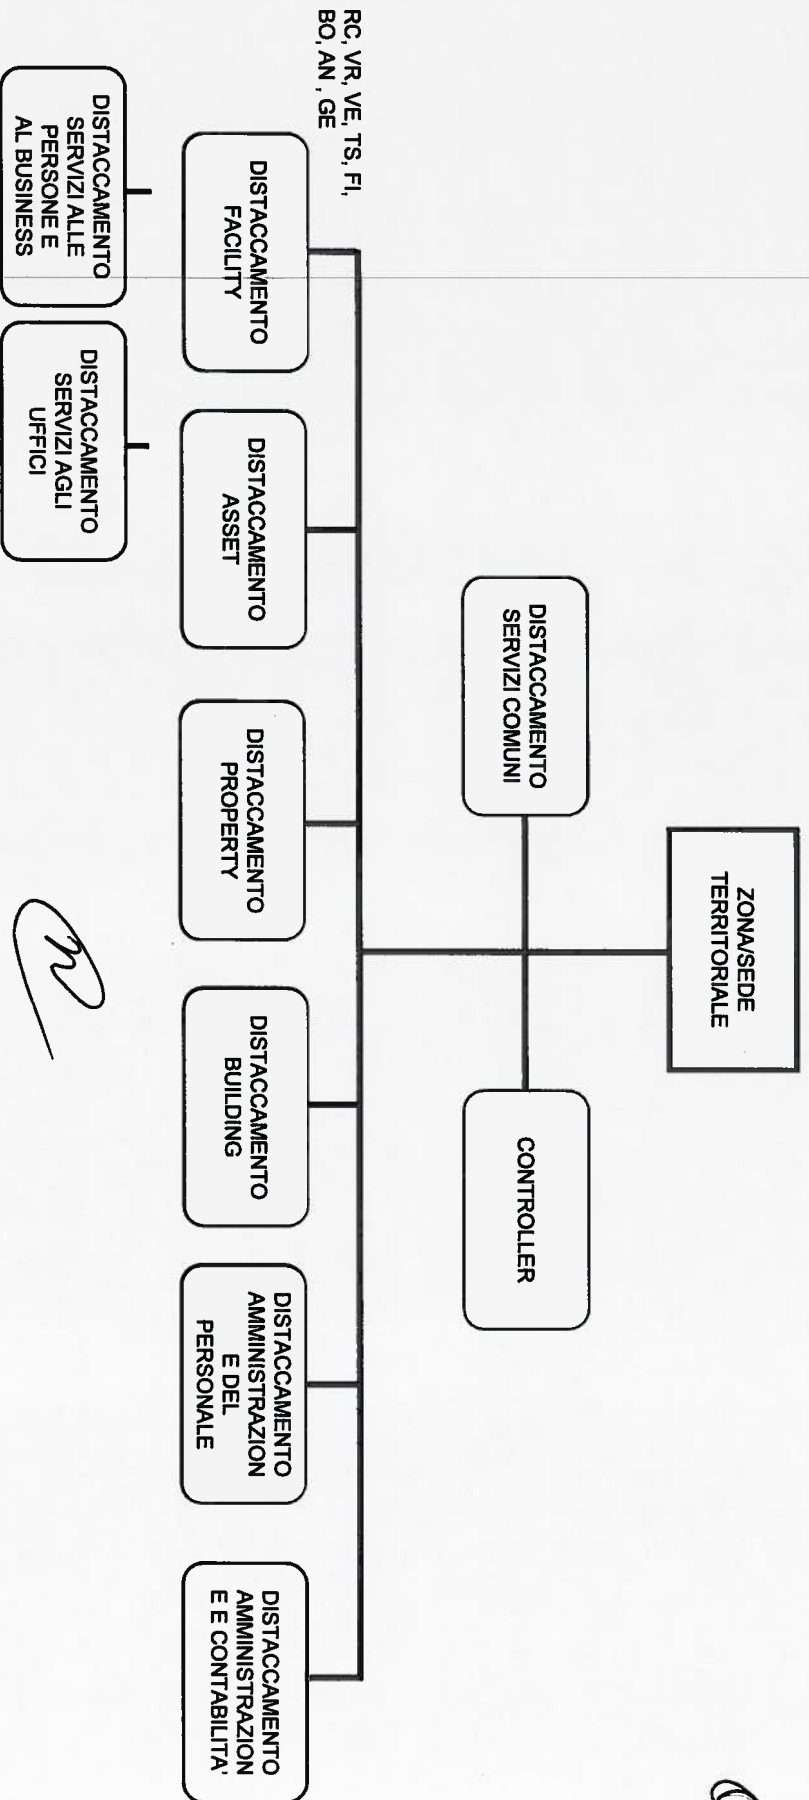 ZONA/SEDE
TERRITORIALE
DISTACCAMENTO
SERVIZI COMUNI
CONTROLLER
RC, VR, VE, TS, FI,
BO, AN , GE
DISTACCAMENTO
FACILITY
DISTACCAMENTO
ASSET
DISTACCAMENTO
PROPERTY
DISTACCAMENTO
BUILDING
DISTACCAMENTO
AMMINISTRAZION
E DEL
PERSONALE
DISTACCAMENTO
AMMINISTRAZION
E E CONTABILITA'
DISTACCAMENTO
SERVIZI ALLE
PERSONE E
AL BUSINESS
DISTACCAMENTO
SERVIZI AGLI
UFFICI